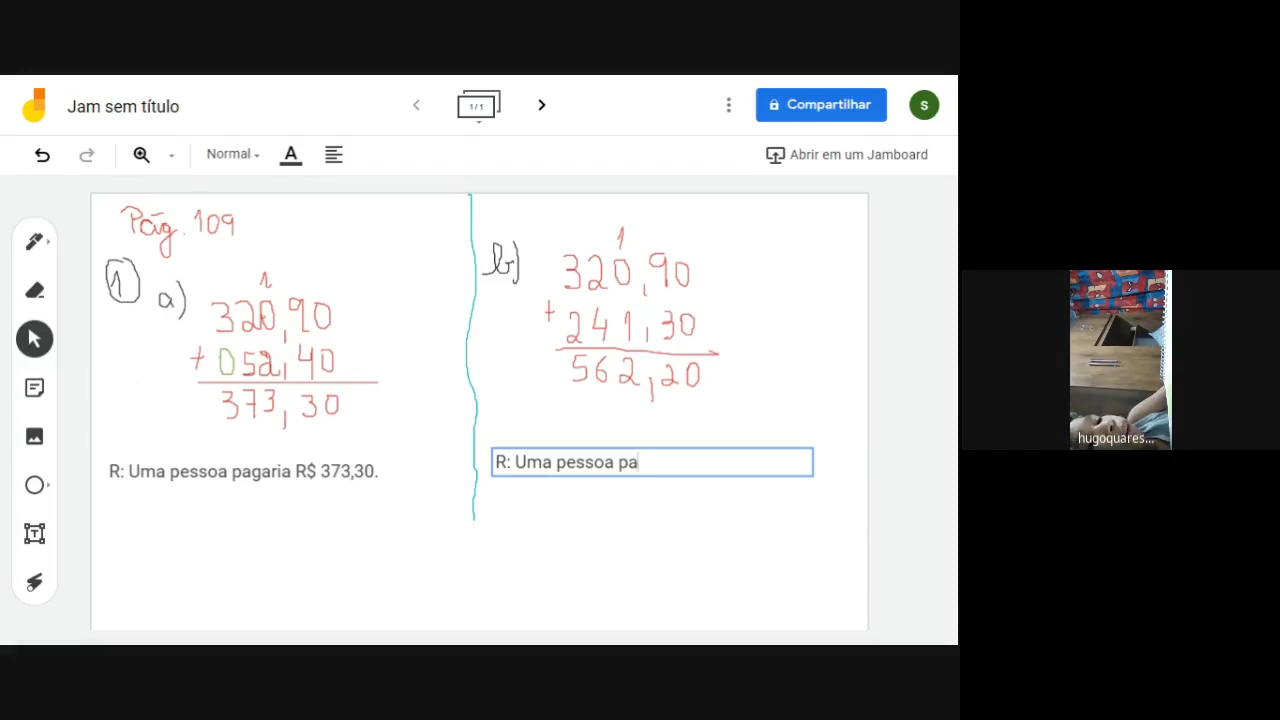 Jam sem título
1/1
Compartilhar
S
Normal
A
Abrir em um Jamboard
Pág. 109
1 a)
1
320,90
+ 052,40
373,30
R: Uma pessoa pagaria R$ 373,30.
b)
1
320,90
+ 241,30
562,20
R: Uma pessoa pa
hugoquares...